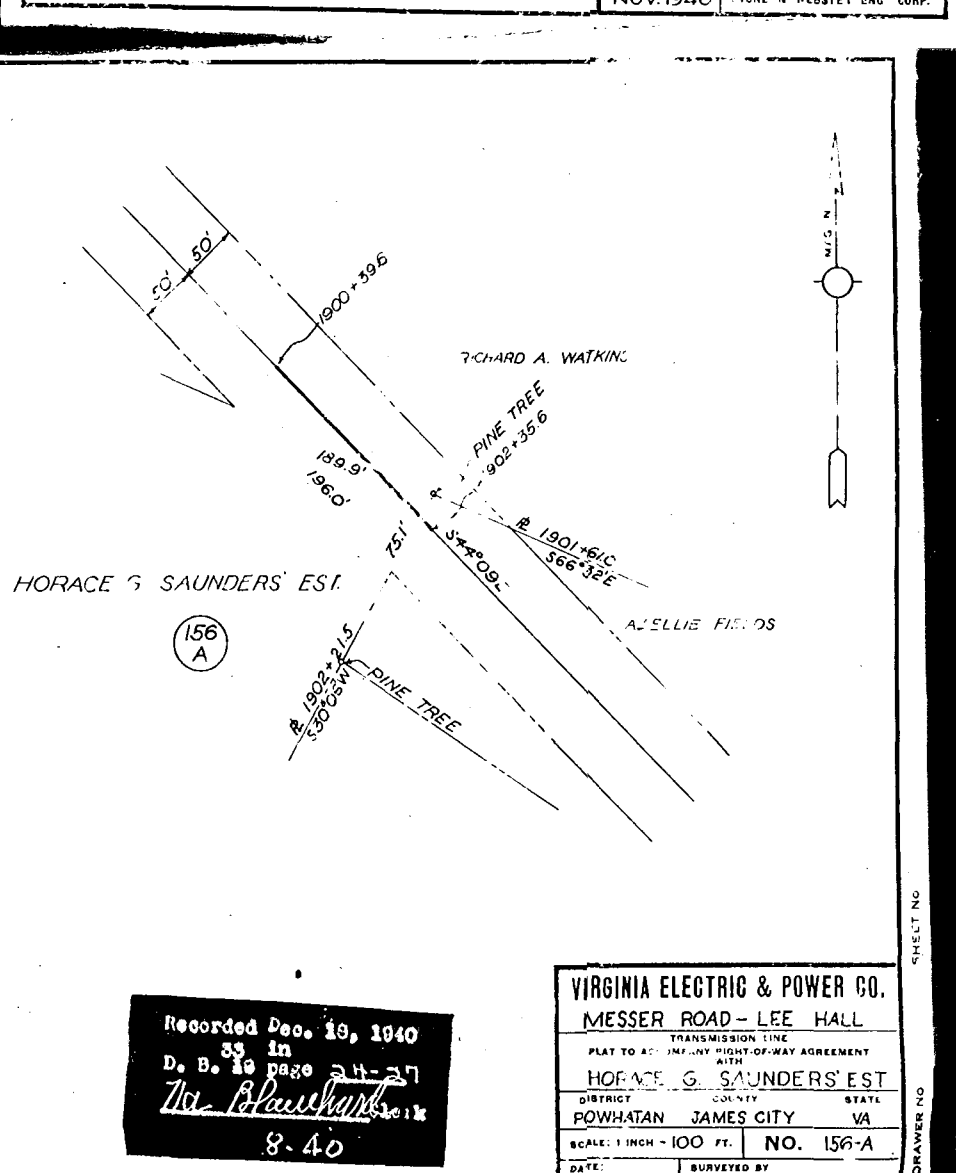 NOV. 1940
50'
50'
1900+39.6
MAG N
RICHARD A. WATKINS
PINE TREE
1902+35.6
189.9'
196.0'
75.1'
S44°09'E
1901+61.0
S66°32'E
HORACE G SAUNDERS' EST.
156
A
FIELDS
1902+21.5
S30°05'W
PINE TREE
SHEET NO
DRAWER NO
Recorded Dec. 19, 1940
33 in
D. B. page 24-27
Va Blanchard Clerk
8-40
VIRGINIA ELECTRIC & POWER CO.
MESSER ROAD - LEE HALL
TRANSMISSION LINE
PLAT TO ACCOMPANY RIGHT-OF-WAY AGREEMENT
WITH
HORACE G. SAUNDERS' EST
DISTRICT COUNTY STATE
POWHATAN JAMES CITY VA
SCALE: 1 INCH - 100 FT. NO. 156-A
DATE: SURVEYED BY